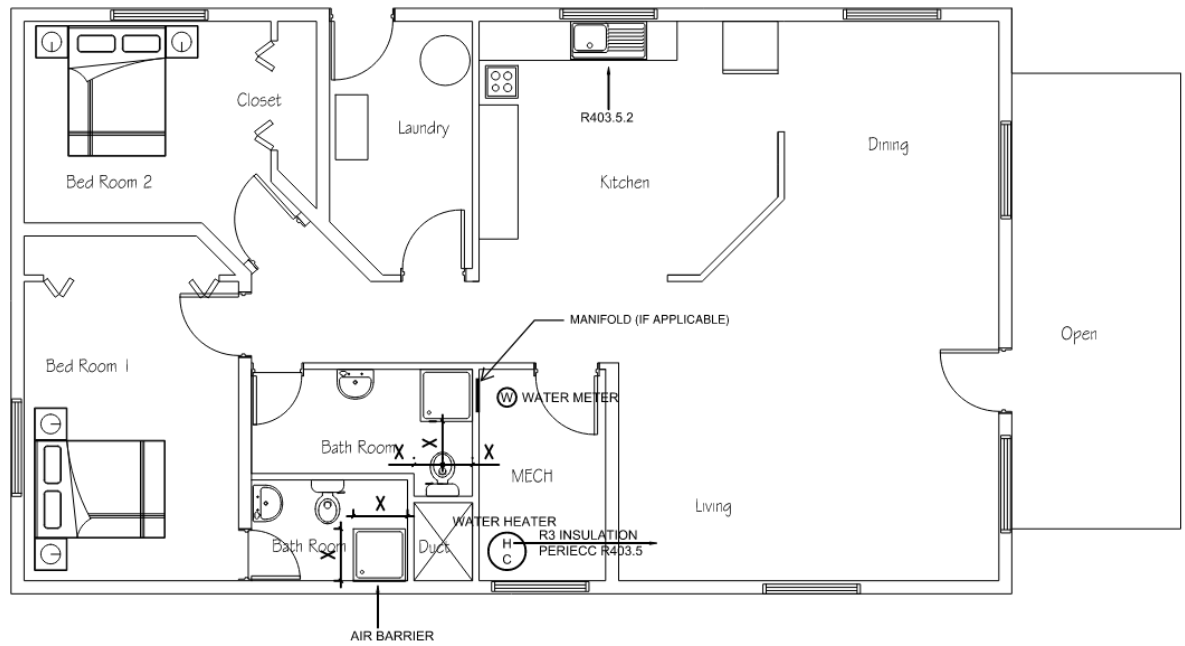 R403.5.2
Closet
Laundry
Dining
Bed Room 2
Kitchen
MANIFOLD (IF APPLICABLE)
Open
Bed Room 1
W WATER METER
Bath Room
X
X
X
MECH
X
Living
WATER HEATER
R3 INSULATION
PERIECC R403.5
H
C
Bath Room
X
Duct
AIR BARRIER